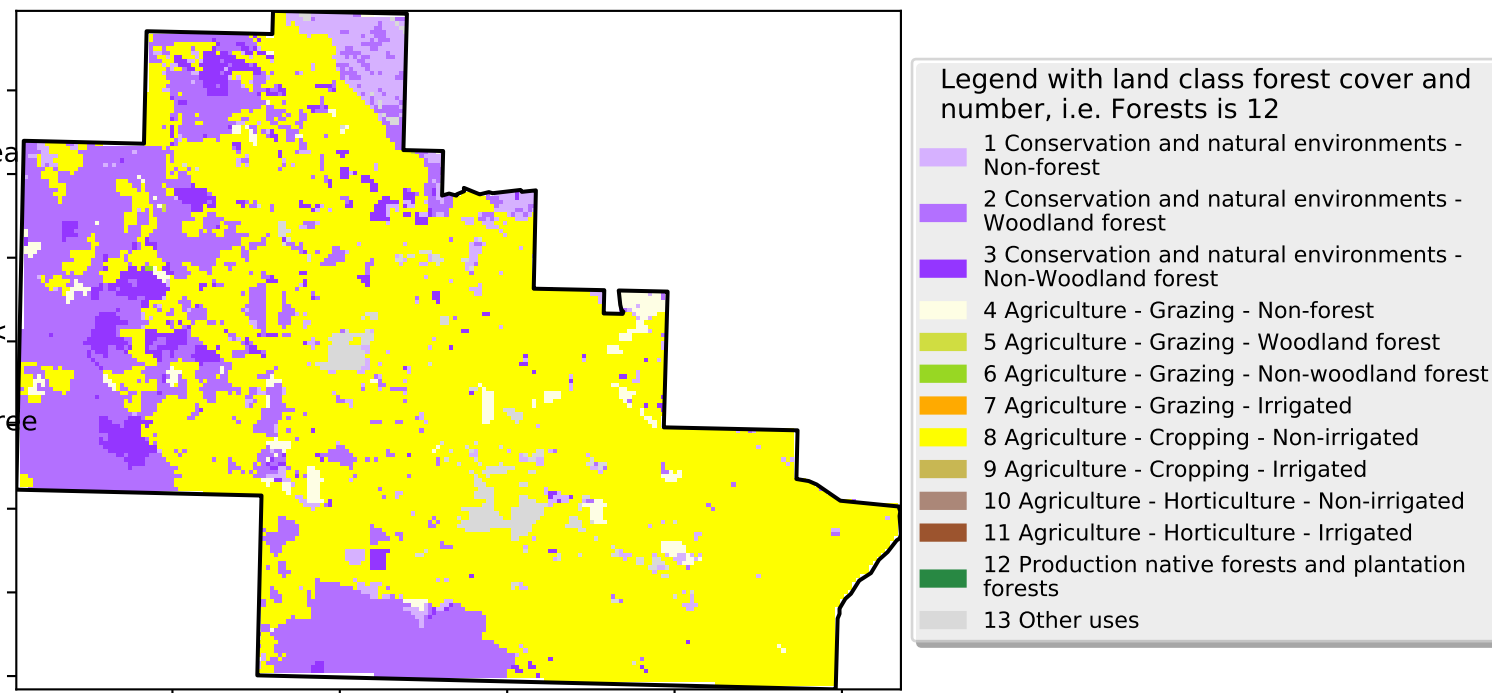 ea
ree
Legend with land class forest cover and
number, i.e. Forests is 12
1 Conservation and natural environments -
Non-forest
2 Conservation and natural environments -
Woodland forest
3 Conservation and natural environments -
Non-Woodland forest
4 Agriculture - Grazing - Non-forest
5 Agriculture - Grazing - Woodland forest
6 Agriculture - Grazing - Non-woodland forest
7 Agriculture - Grazing - Irrigated
8 Agriculture - Cropping - Non-irrigated
9 Agriculture - Cropping - Irrigated
10 Agriculture - Horticulture - Non-irrigated
11 Agriculture - Horticulture - Irrigated
12 Production native forests and plantation
forests
13 Other uses